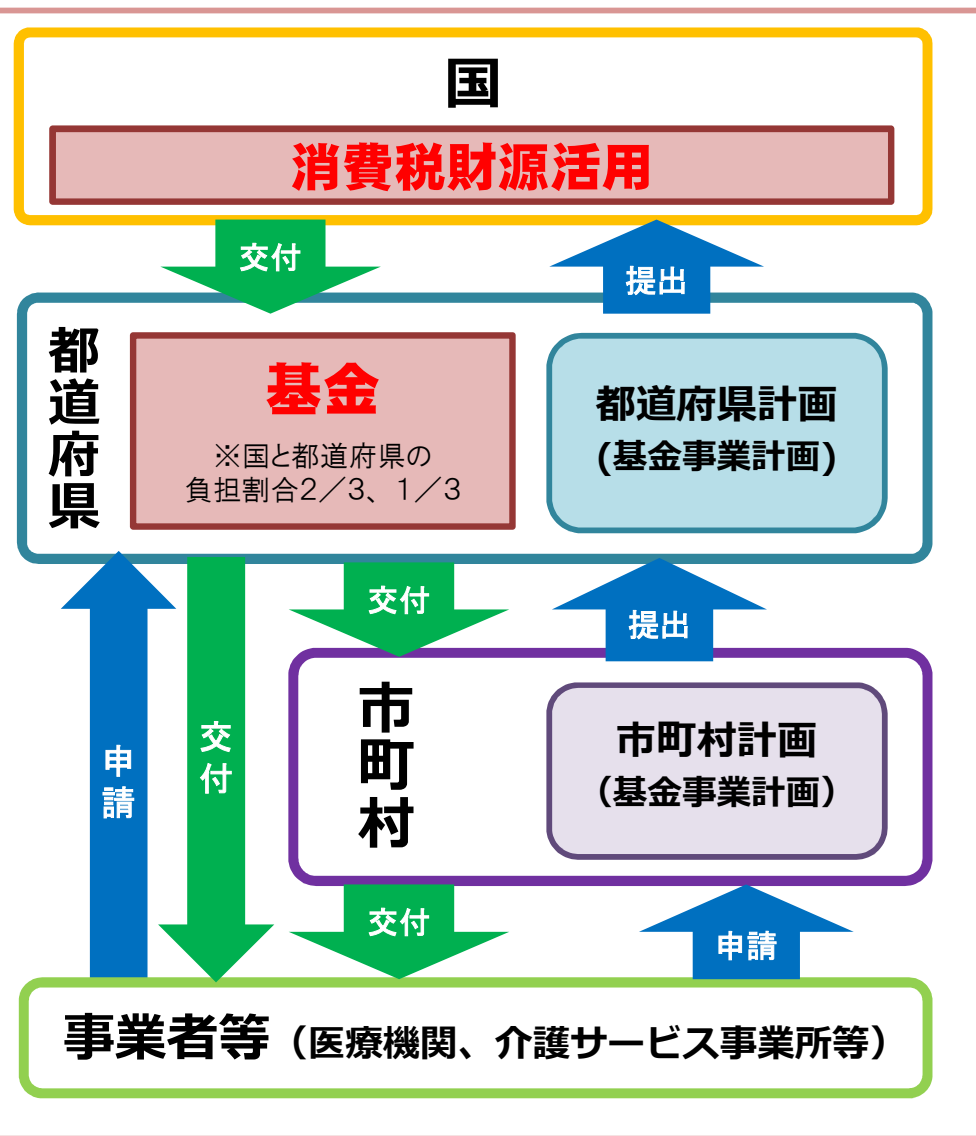 国
消費税財源活用
交付
提出
都道府県
基金
※国と都道府県の
負担割合2／3、1／3
都道府県計画
(基金事業計画)
交付
提出
申請
交付
市町村
市町村計画
（基金事業計画）
交付
申請
事業者等（医療機関、介護サービス事業所等）